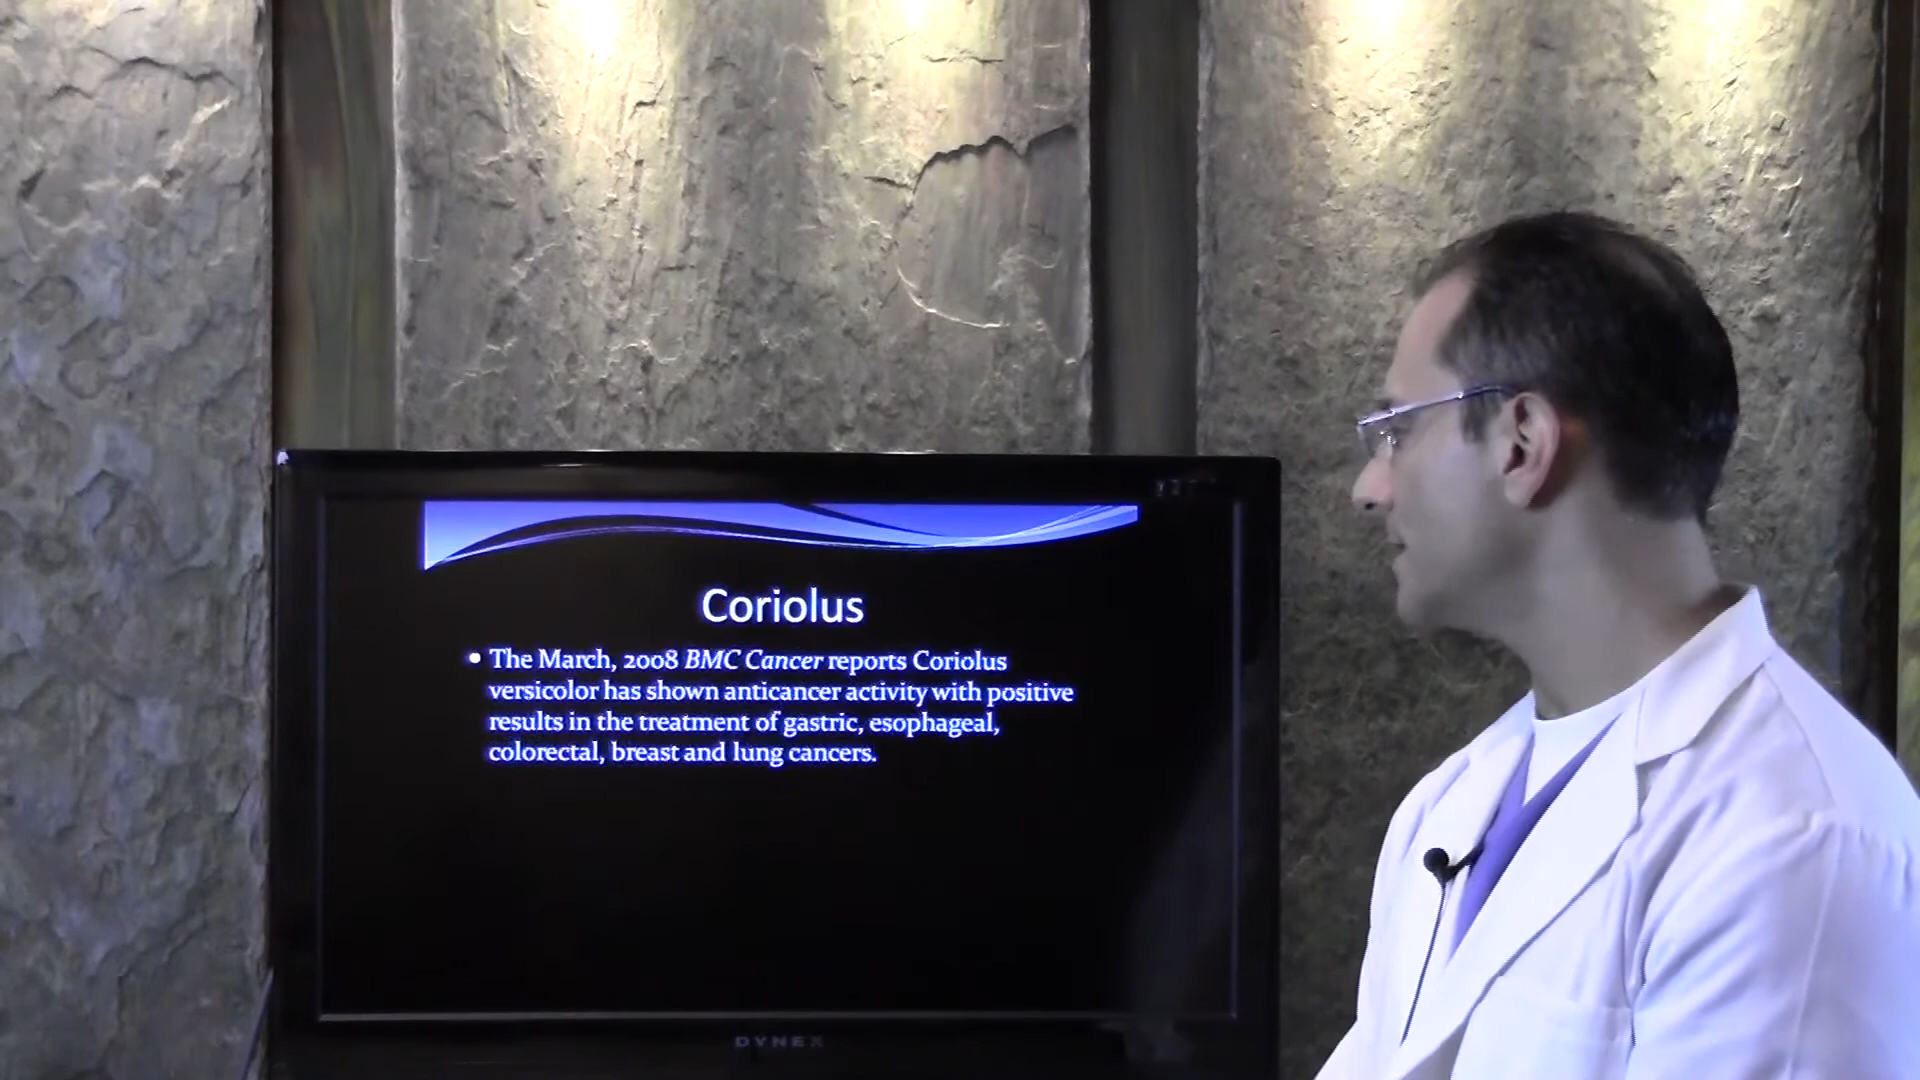 Coriolus
• The March, 2008 BMC Cancer reports Coriolus
versicolor has shown anticancer activity with positive
results in the treatment of gastric, esophageal,
colorectal, breast and lung cancers.
DYNEX